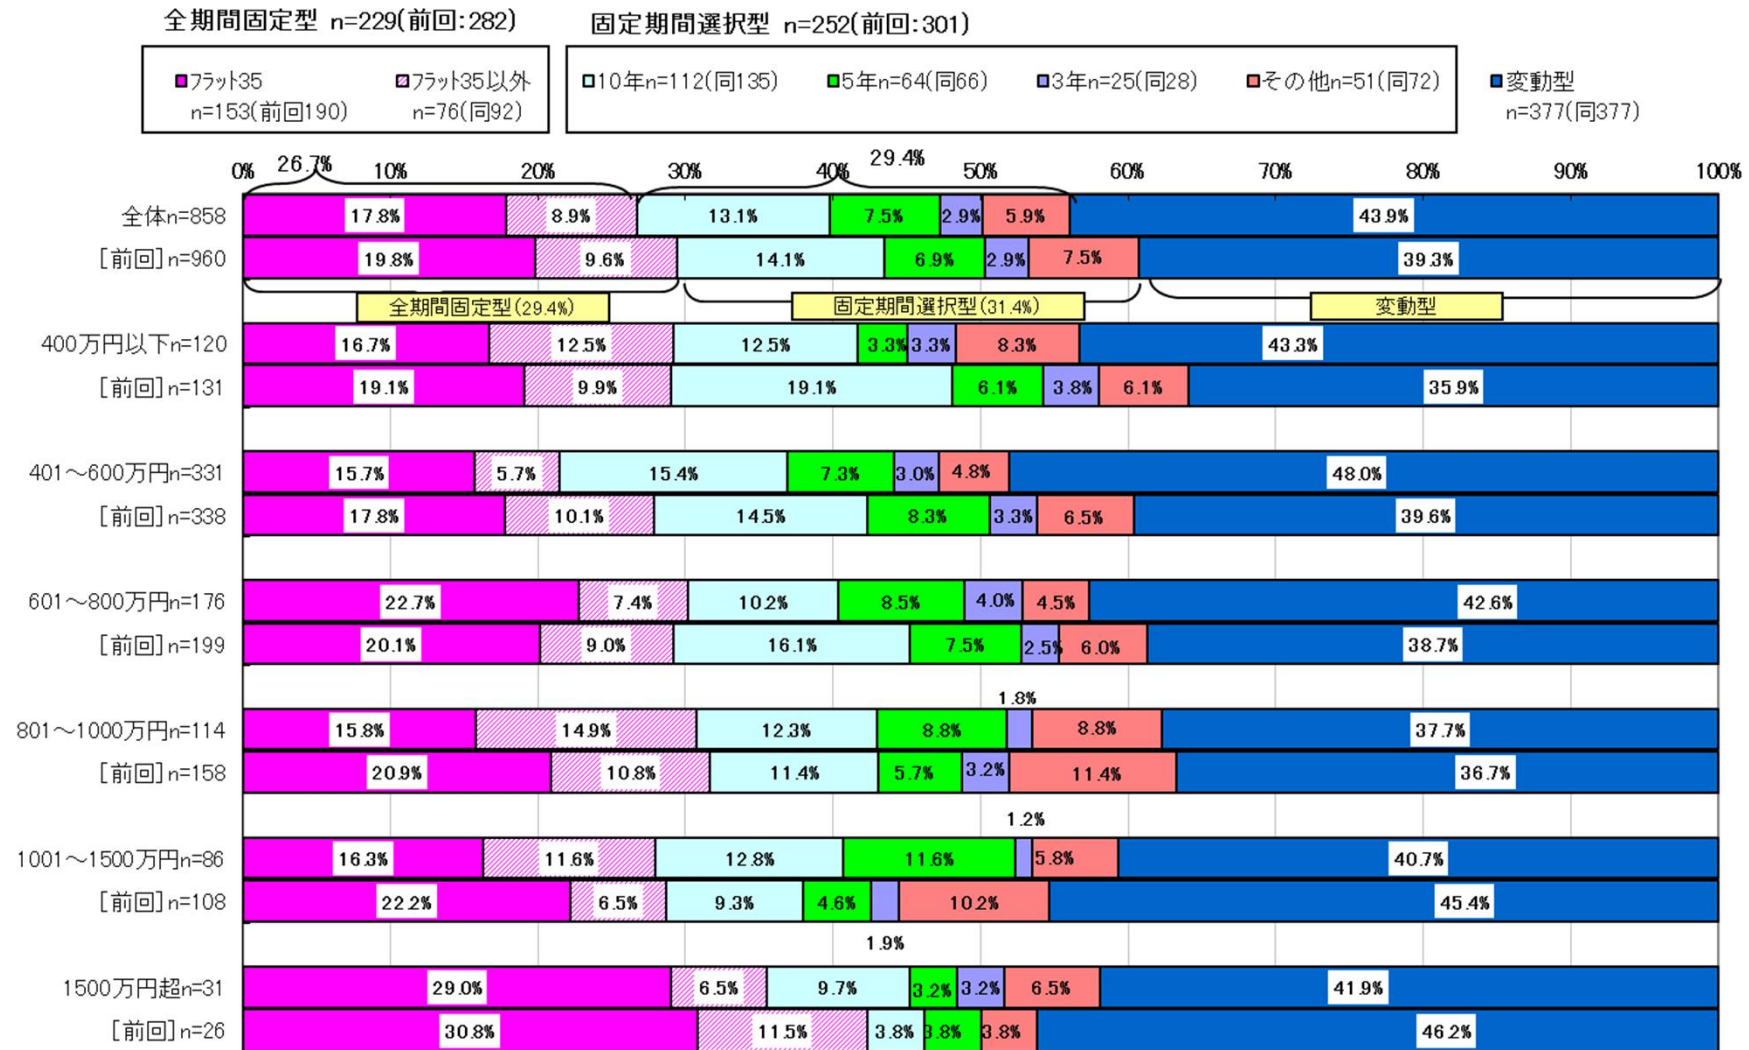 全期間固定型 n=229(前回:282) 固定期間選択型 n=252(前回:301)
フラット35 フラット35以外 10年n=112(同135) 5年n=64(同66) 3年n=25(同28) その他n=51(同72) 変動型
n=153(前回190) n=76(同92) n=377(同377)
26.7% 29.4%
0% 10% 20% 30% 40% 50% 60% 70% 80% 90% 100%
全体n=858 17.8% 8.9% 13.1% 7.5% 2.9% 5.9% 43.9%
[前回]n=960 19.8% 9.6% 14.1% 6.9% 2.9% 7.5% 39.3%
全期間固定型(29.4%) 固定期間選択型(31.4%) 変動型
400万円以下n=120 16.7% 12.5% 12.5% 3.3% 3.3% 8.3% 43.3%
[前回]n=131 19.1% 9.9% 19.1% 6.1% 3.8% 6.1% 35.9%
401～600万円n=331 15.7% 5.7% 15.4% 7.3% 3.0% 4.8% 48.0%
[前回]n=338 17.8% 10.1% 14.5% 8.3% 3.3% 6.5% 39.6%
601～800万円n=176 22.7% 7.4% 10.2% 8.5% 4.0% 4.5% 42.6%
[前回]n=199 20.1% 9.0% 16.1% 7.5% 2.5% 6.0% 38.7%
1.8%
801～1000万円n=114 15.8% 14.9% 12.3% 8.8% 8.8% 37.7%
[前回]n=158 20.9% 10.8% 11.4% 5.7% 3.2% 11.4% 36.7%
1.2%
1001～1500万円n=86 16.3% 11.6% 12.8% 11.6% 5.8% 40.7%
[前回]n=108 22.2% 6.5% 9.3% 4.6% 10.2% 45.4%
1.9%
1500万円超n=31 29.0% 6.5% 9.7% 3.2% 3.2% 6.5% 41.9%
[前回]n=26 30.8% 11.5% 3.8% 3.8% 3.8% 46.2%